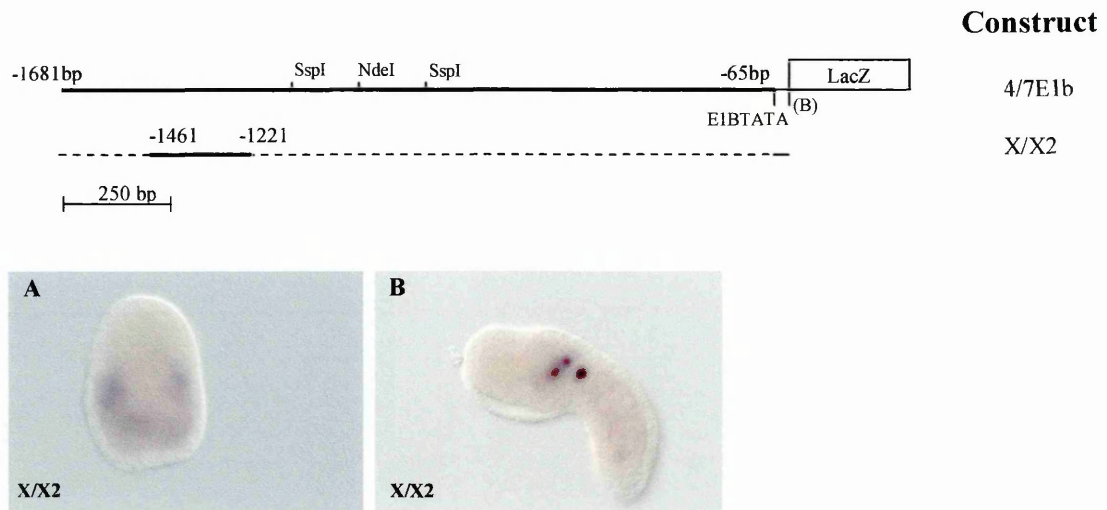 Construct
-1681bp
SspI NdeI SspI
-65bp
LacZ
4/7E1b
E1BTATA
(B)
-1461 -1221
X/X2
250 bp
A
X/X2
B
X/X2